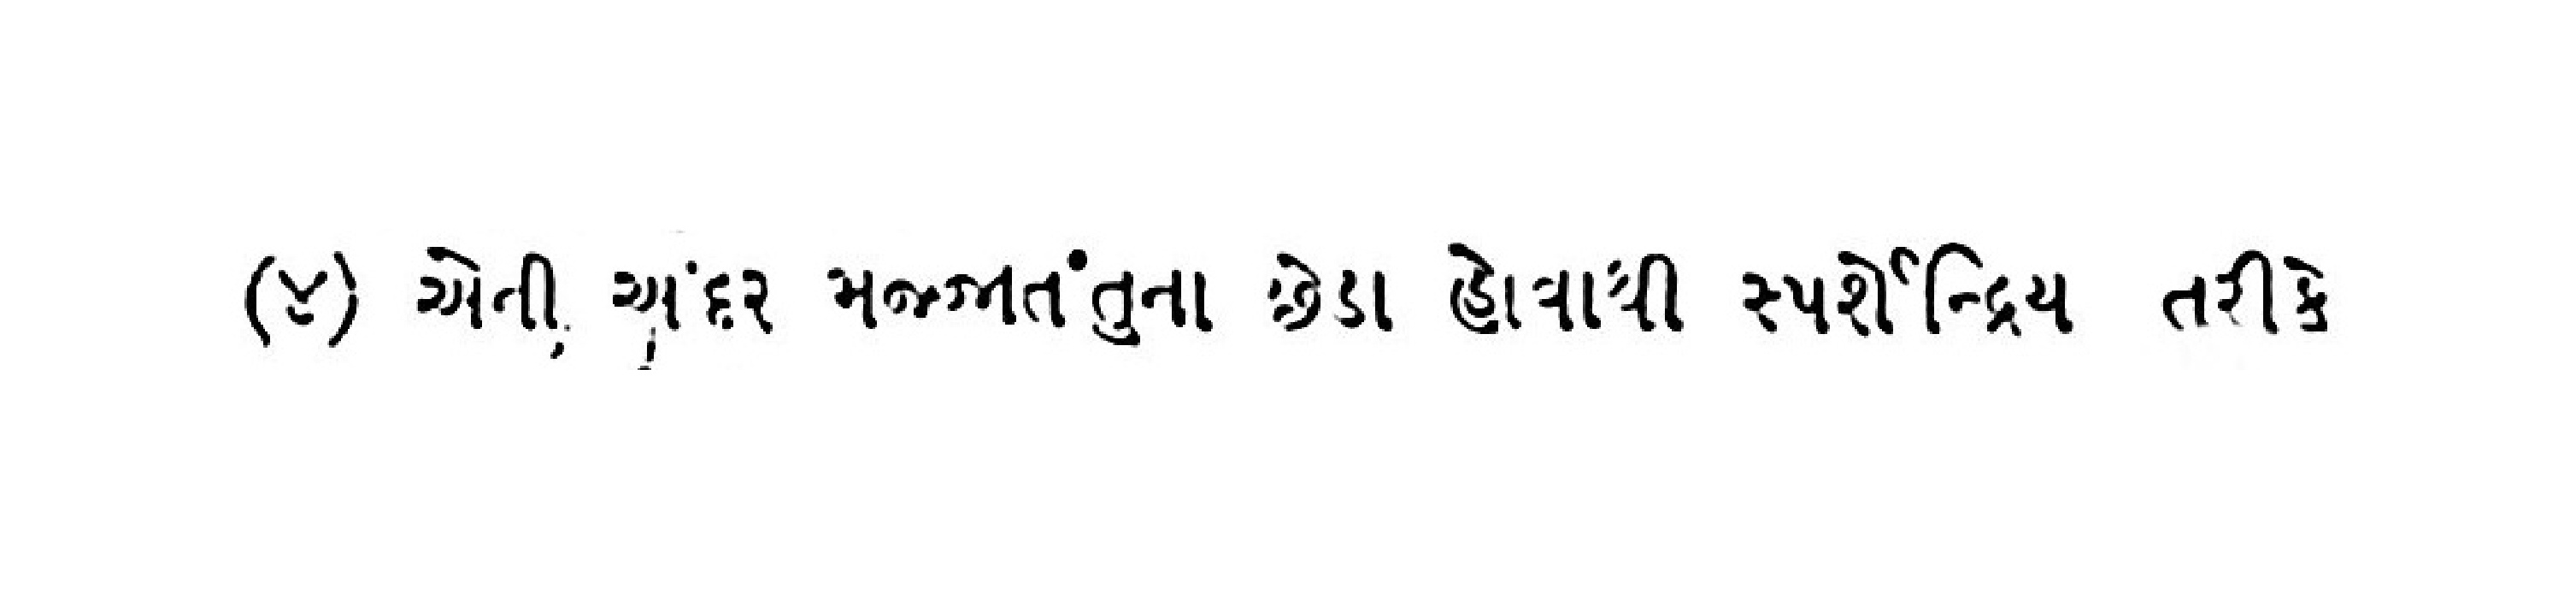 (૪) એની અંદર મજ્જાતંતુના છેડા હોવાથી સ્પર્શેન્દ્રિય તરીકે